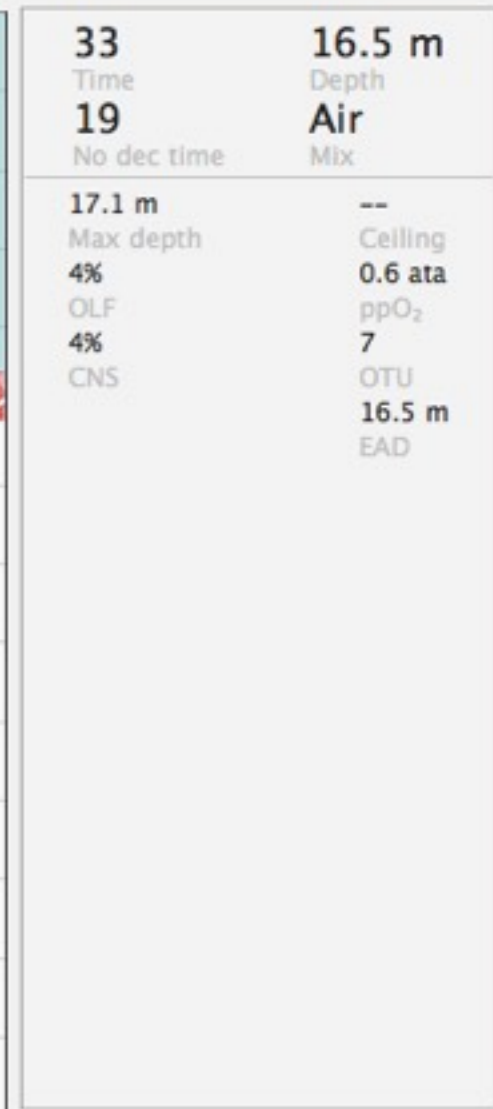 33 16.5 m
Time Depth
19 Air
No dec time Mix
17.1 m --
Max depth Ceiling
4% 0.6 ata
OLF ppO₂
4% 7
CNS OTU
16.5 m
EAD